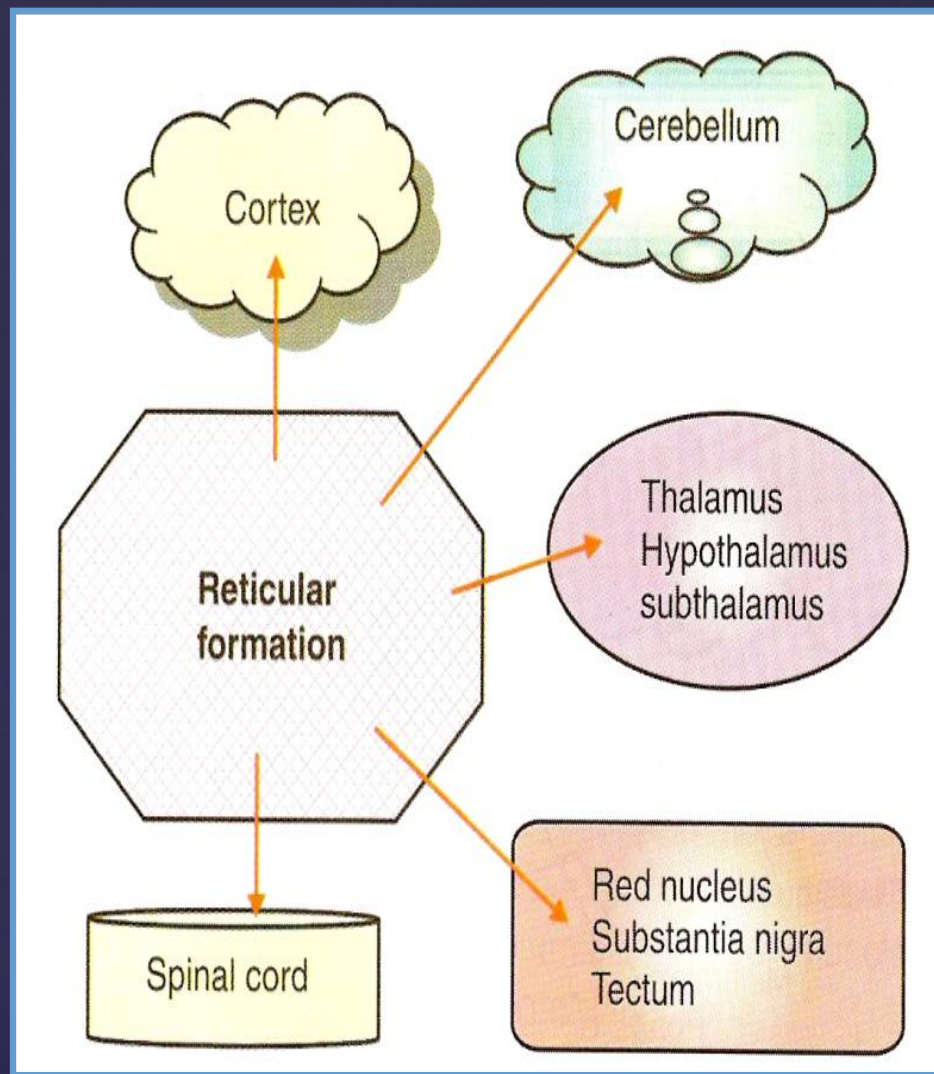 Cortex
Cerebellum
Reticular
formation
Thalamus
Hypothalamus
subthalamus
Spinal cord
Red nucleus
Substantia nigra
Tectum